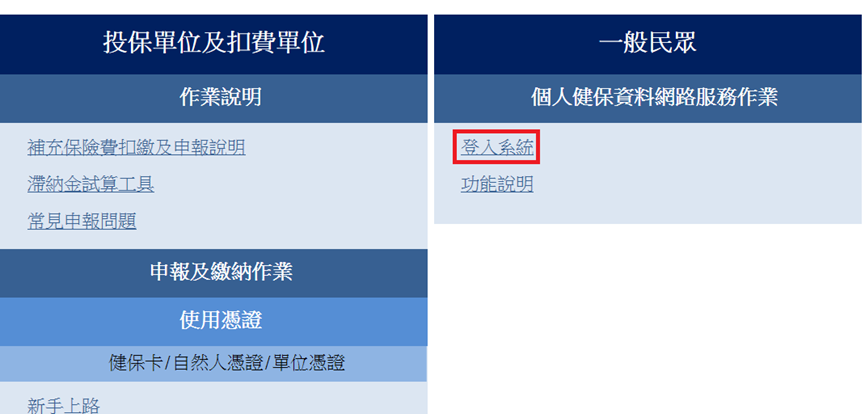 投保單位及扣費單位
作業說明
補充保險費扣繳及申報說明
滯納金試算工具
常見申報問題
申報及繳納作業
使用憑證
健保卡/自然人憑證/單位憑證
新手上路
一般民眾
個人健保資料網路服務作業
登入系統
功能說明